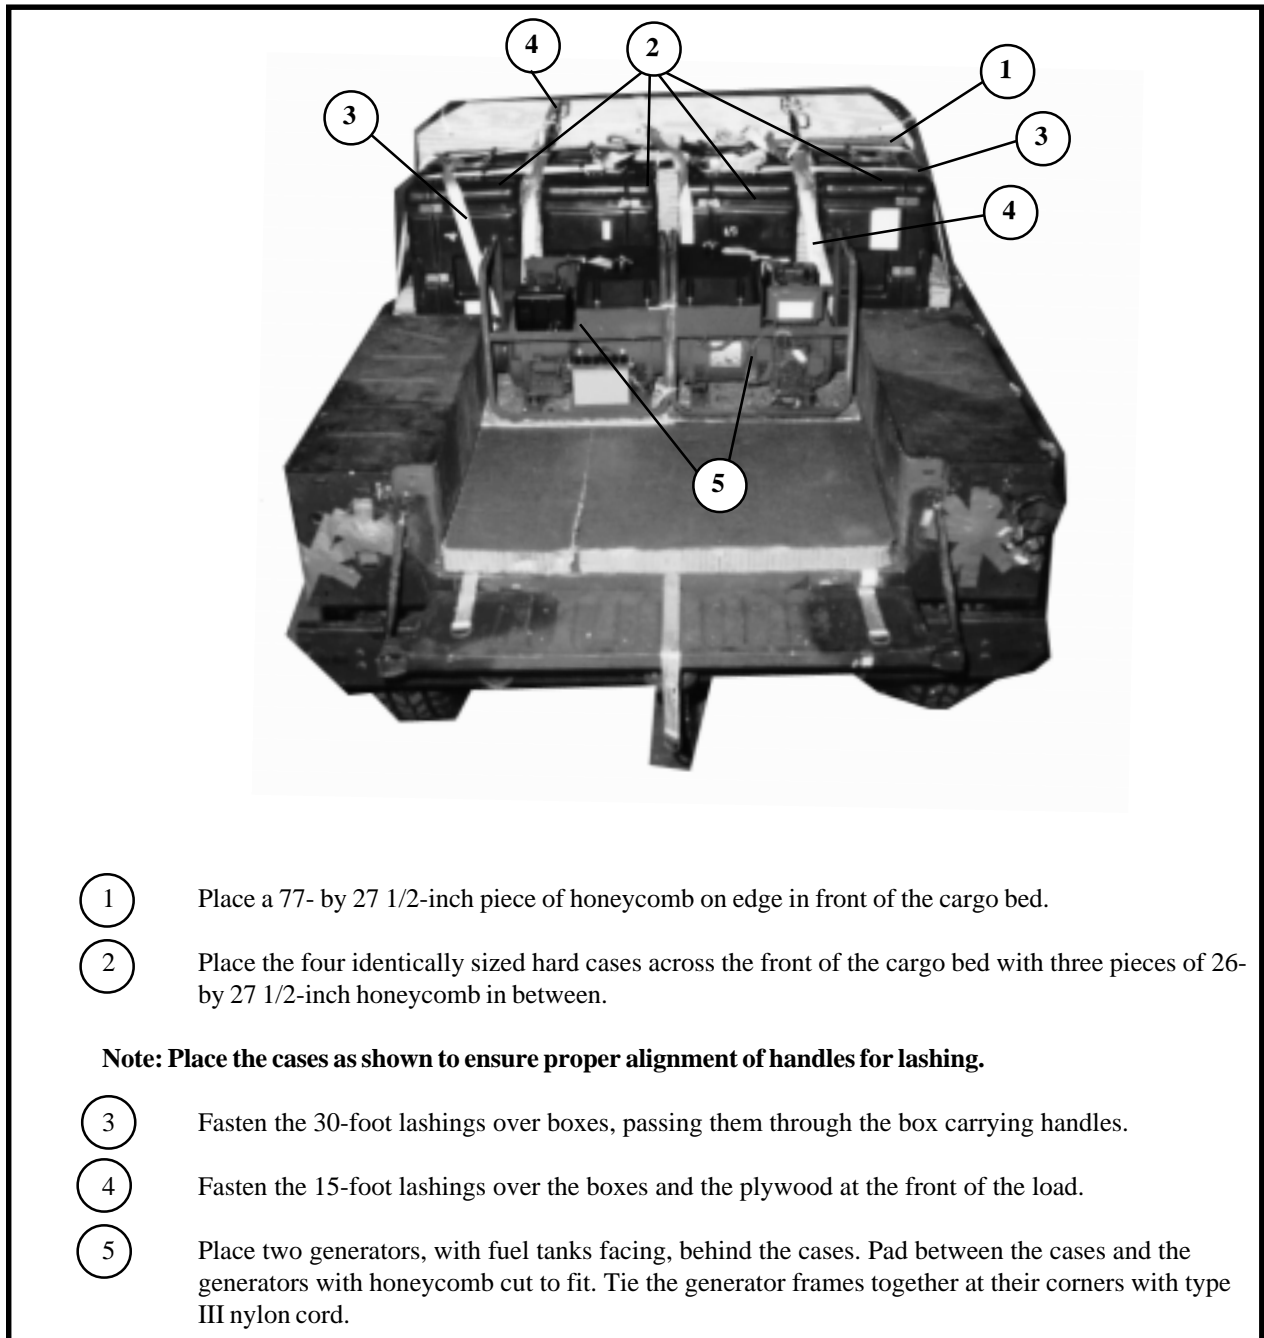 4
2
1
3
3
4
5
1 Place a 77- by 27 1/2-inch piece of honeycomb on edge in front of the cargo bed.
2 Place the four identically sized hard cases across the front of the cargo bed with three pieces of 26-
by 27 1/2-inch honeycomb in between.
Note: Place the cases as shown to ensure proper alignment of handles for lashing.
3 Fasten the 30-foot lashings over boxes, passing them through the box carrying handles.
4 Fasten the 15-foot lashings over the boxes and the plywood at the front of the load.
5 Place two generators, with fuel tanks facing, behind the cases. Pad between the cases and the
generators with honeycomb cut to fit. Tie the generator frames together at their corners with type
III nylon cord.